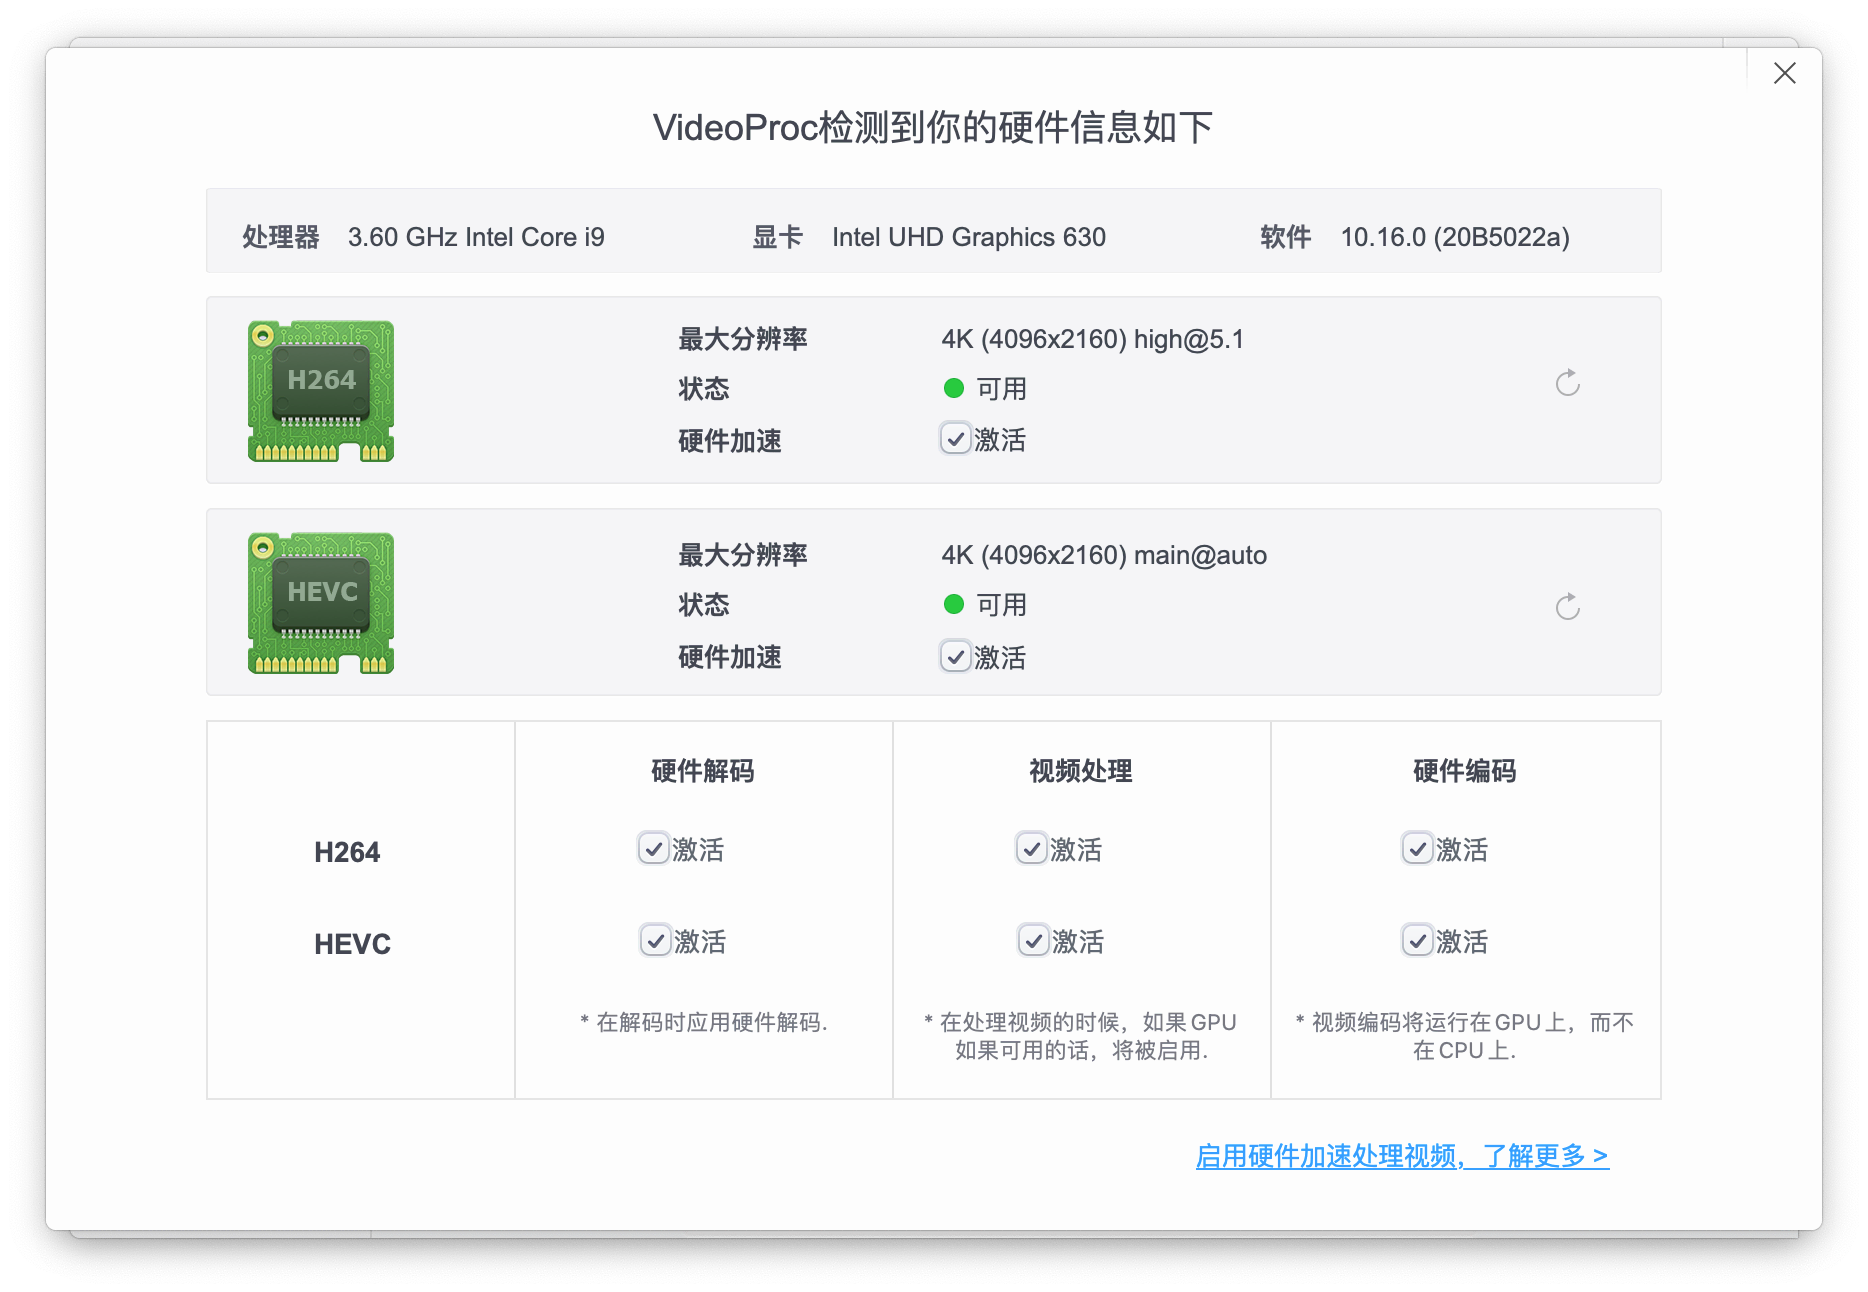 VideoProc检测到你的硬件信息如下
处理器 3.60 GHz Intel Core i9 显卡 Intel UHD Graphics 630 软件 10.16.0 (20B5022a)
H264
最大分辨率 4K (4096x2160) high@5.1
状态 可用
硬件加速 激活
HEVC
最大分辨率 4K (4096x2160) main@auto
状态 可用
硬件加速 激活
硬件解码 视频处理 硬件编码
H264 激活 激活 激活
HEVC 激活 激活 激活
* 在解码时应用硬件解码.
* 在处理视频的时候，如果GPU
如果可用的话，将被启用.
* 视频编码将运行在GPU上，而不
在CPU上.
启用硬件加速处理视频，了解更多 >